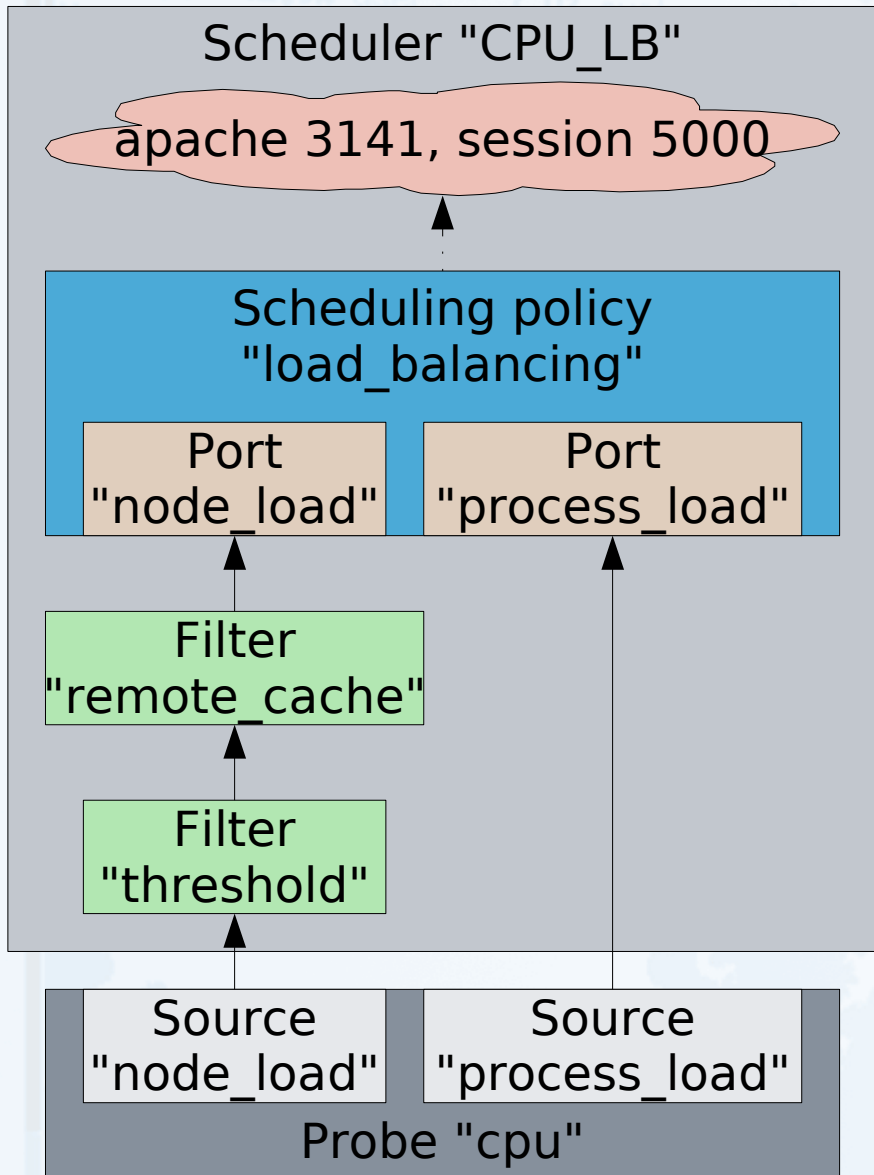 Scheduler "CPU_LB"
apache 3141, session 5000
Scheduling policy
"load_balancing"
Port
"node_load"
Port
"process_load"
Filter
"remote_cache"
Filter
"threshold"
Source
"node_load"
Source
"process_load"
Probe "cpu"